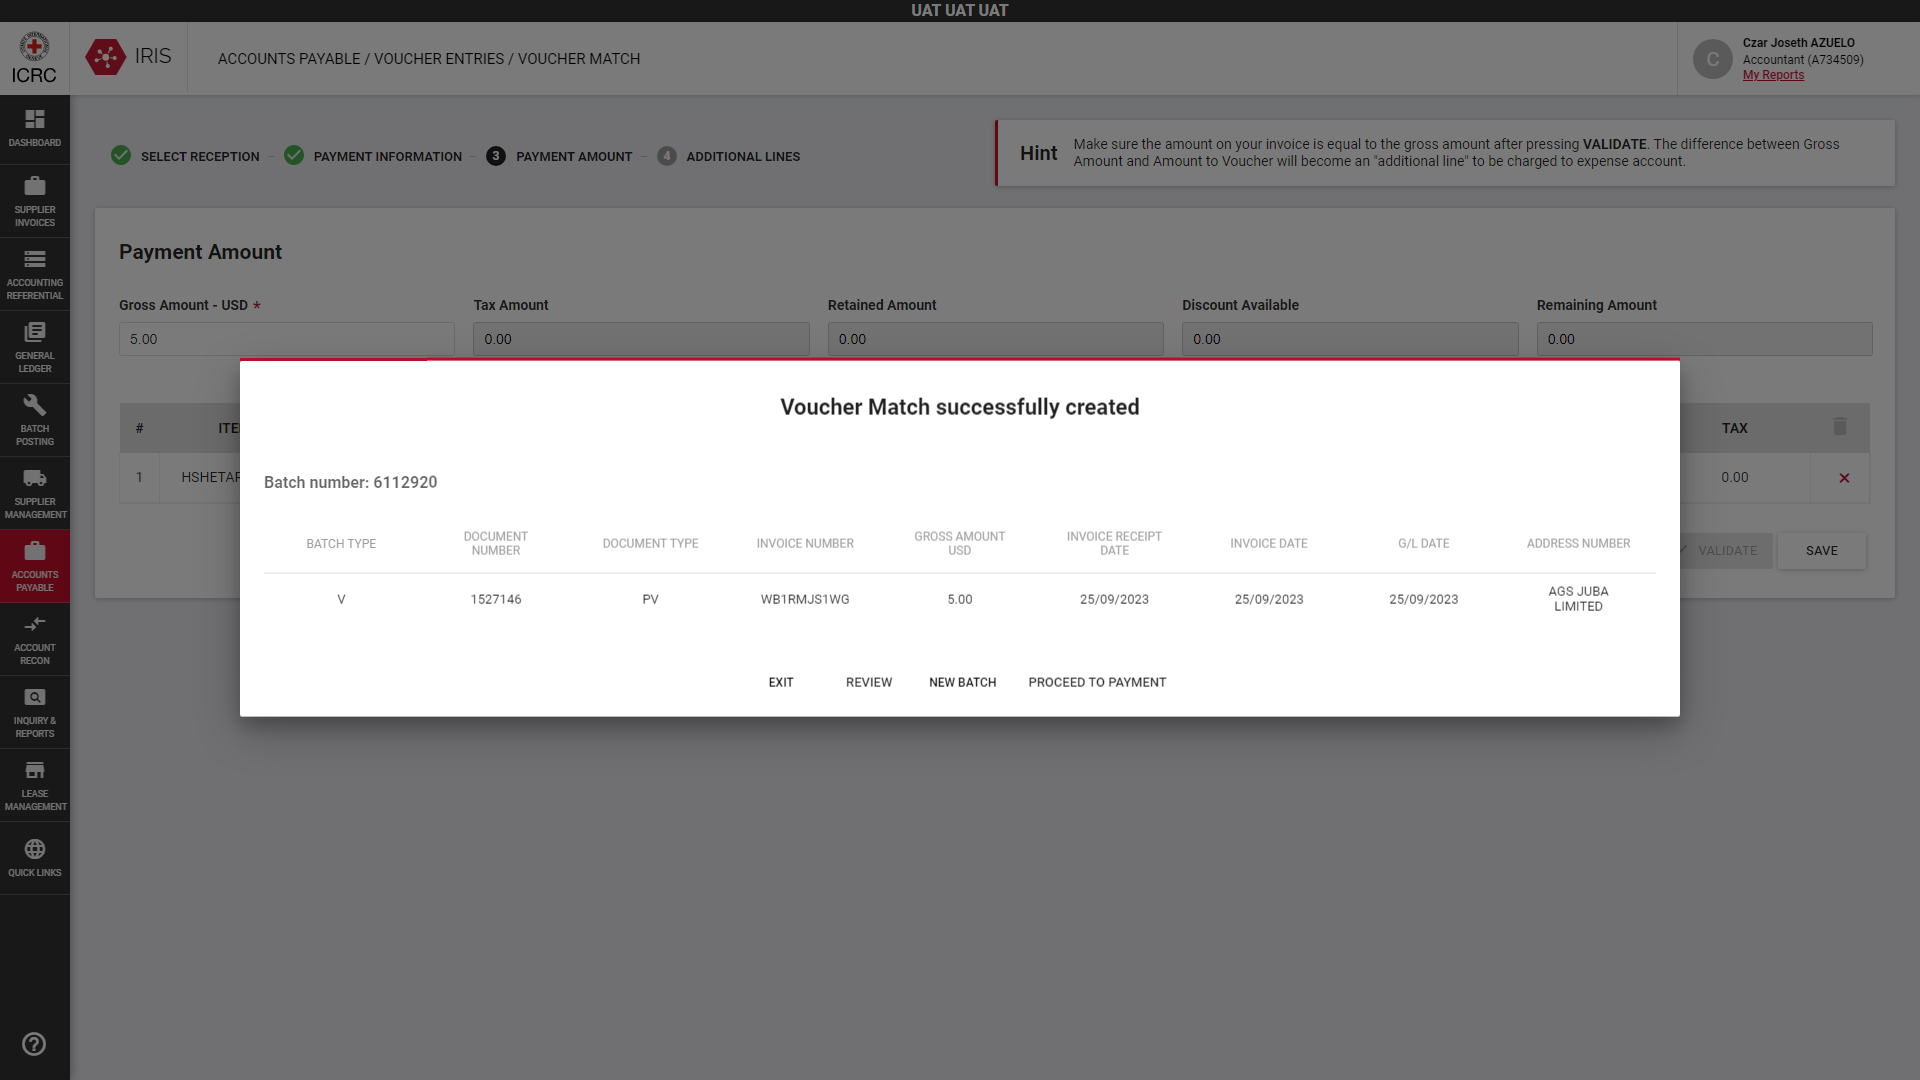 UAT UAT UAT
ICRC
IRIS
ACCOUNTS PAYABLE / VOUCHER ENTRIES / VOUCHER MATCH
C
Czar Joseth AZUELO
Accountant (A734509)
My Reports
DASHBOARD
SUPPLIER
INVOICES
ACCOUNTING
REFERENTIAL
GENERAL
LEDGER
BATCH
POSTING
SUPPLIER
MANAGEMENT
ACCOUNTS
PAYABLE
ACCOUNT
RECON
INQUIRY &
REPORTS
LEASE
MANAGEMENT
QUICK LINKS
SELECT RECEPTION
PAYMENT INFORMATION
3 PAYMENT AMOUNT
4 ADDITIONAL LINES
Hint
Make sure the amount on your invoice is equal to the gross amount after pressing VALIDATE. The difference between Gross
Amount and Amount to Voucher will become an "additional line" to be charged to expense account.
Payment Amount
Gross Amount - USD *
Tax Amount
Retained Amount
Discount Available
Remaining Amount
5.00
0.00
0.00
0.00
0.00
# ITE
TAX
1 HSHETAF
0.00
VALIDATE
SAVE
Voucher Match successfully created
Batch number: 6112920
BATCH TYPE
DOCUMENT
NUMBER
DOCUMENT TYPE
INVOICE NUMBER
GROSS AMOUNT
USD
INVOICE RECEIPT
DATE
INVOICE DATE
G/L DATE
ADDRESS NUMBER
V
1527146
PV
WB1RMJS1WG
5.00
25/09/2023
25/09/2023
25/09/2023
AGS JUBA
LIMITED
EXIT
REVIEW
NEW BATCH
PROCEED TO PAYMENT